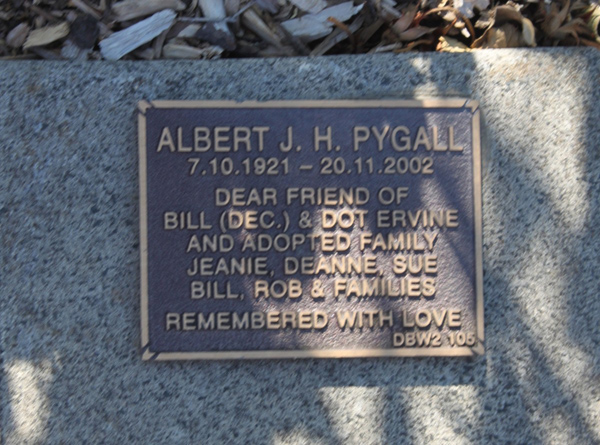 ALBERT J. H. PYGALL
7.10.1921 – 20.11.2002
DEAR FRIEND OF
BILL (DEC.) & DOT ERVINE
AND ADOPTED FAMILY
JEANIE, DEANNE, SUE
BILL, ROB & FAMILIES
REMEMBERED WITH LOVE
DBW2 105